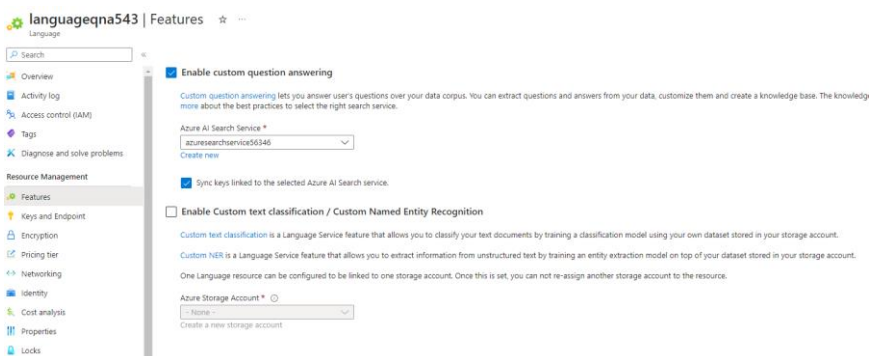 languageqna543 | Features
Language
Search
Overview
Activity log
Access control (IAM)
Tags
Diagnose and solve problems
Resource Management
Features
Keys and Endpoint
Encryption
Pricing tier
Networking
Identity
Cost analysis
Properties
Locks
Enable custom question answering
Custom question answering lets you answer user's questions over your data corpus. You can extract questions and answers from your data, customize them and create a knowledge base. The knowledge
more about the best practices to select the right search service.
Azure AI Search Service *
azuresearchservice56346
Create new
Sync keys linked to the selected Azure AI Search service.
Enable Custom text classification / Custom Named Entity Recognition
Custom text classification is a Language Service feature that allows you to classify your text documents by training a classification model using your own dataset stored in your storage account.
Custom NER is a Language Service feature that allows you to extract information from unstructured text by training an entity extraction model on top of your dataset stored in your storage account.
One Language resource can be configured to be linked to one storage account. Once this is set, you can not re-assign another storage account to the resource.
Azure Storage Account *
- None -
Create a new storage account